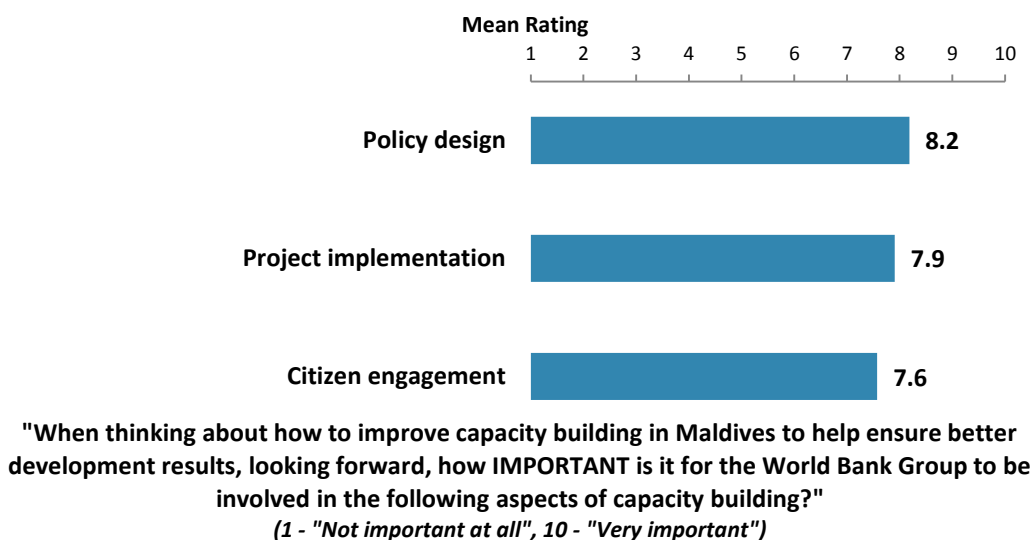 Mean Rating
1 2 3 4 5 6 7 8 9 10
Policy design 8.2
Project implementation 7.9
Citizen engagement 7.6
"When thinking about how to improve capacity building in Maldives to help ensure better
development results, looking forward, how IMPORTANT is it for the World Bank Group to be
involved in the following aspects of capacity building?"
(1 - "Not important at all", 10 - "Very important")